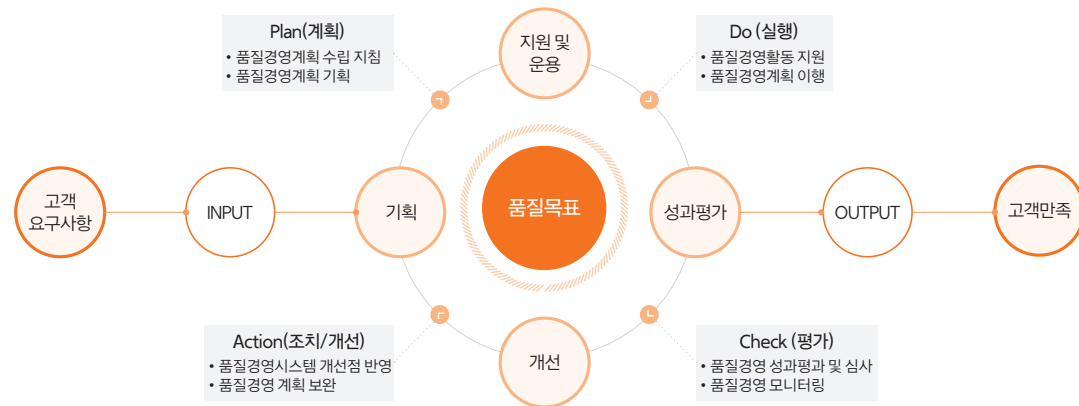 Plan(계획)
• 품질경영계획 수립 지침
• 품질경영계획 기획
지원 및
운용
Do (실행)
• 품질경영활동 지원
• 품질경영계획 이행
고객
요구사항
INPUT
기획
품질목표
성과평가
OUTPUT
고객만족
Action(조치/개선)
• 품질경영시스템 개선점 반영
• 품질경영 계획 보완
개선
Check (평가)
• 품질경영 성과평과 및 심사
• 품질경영 모니터링